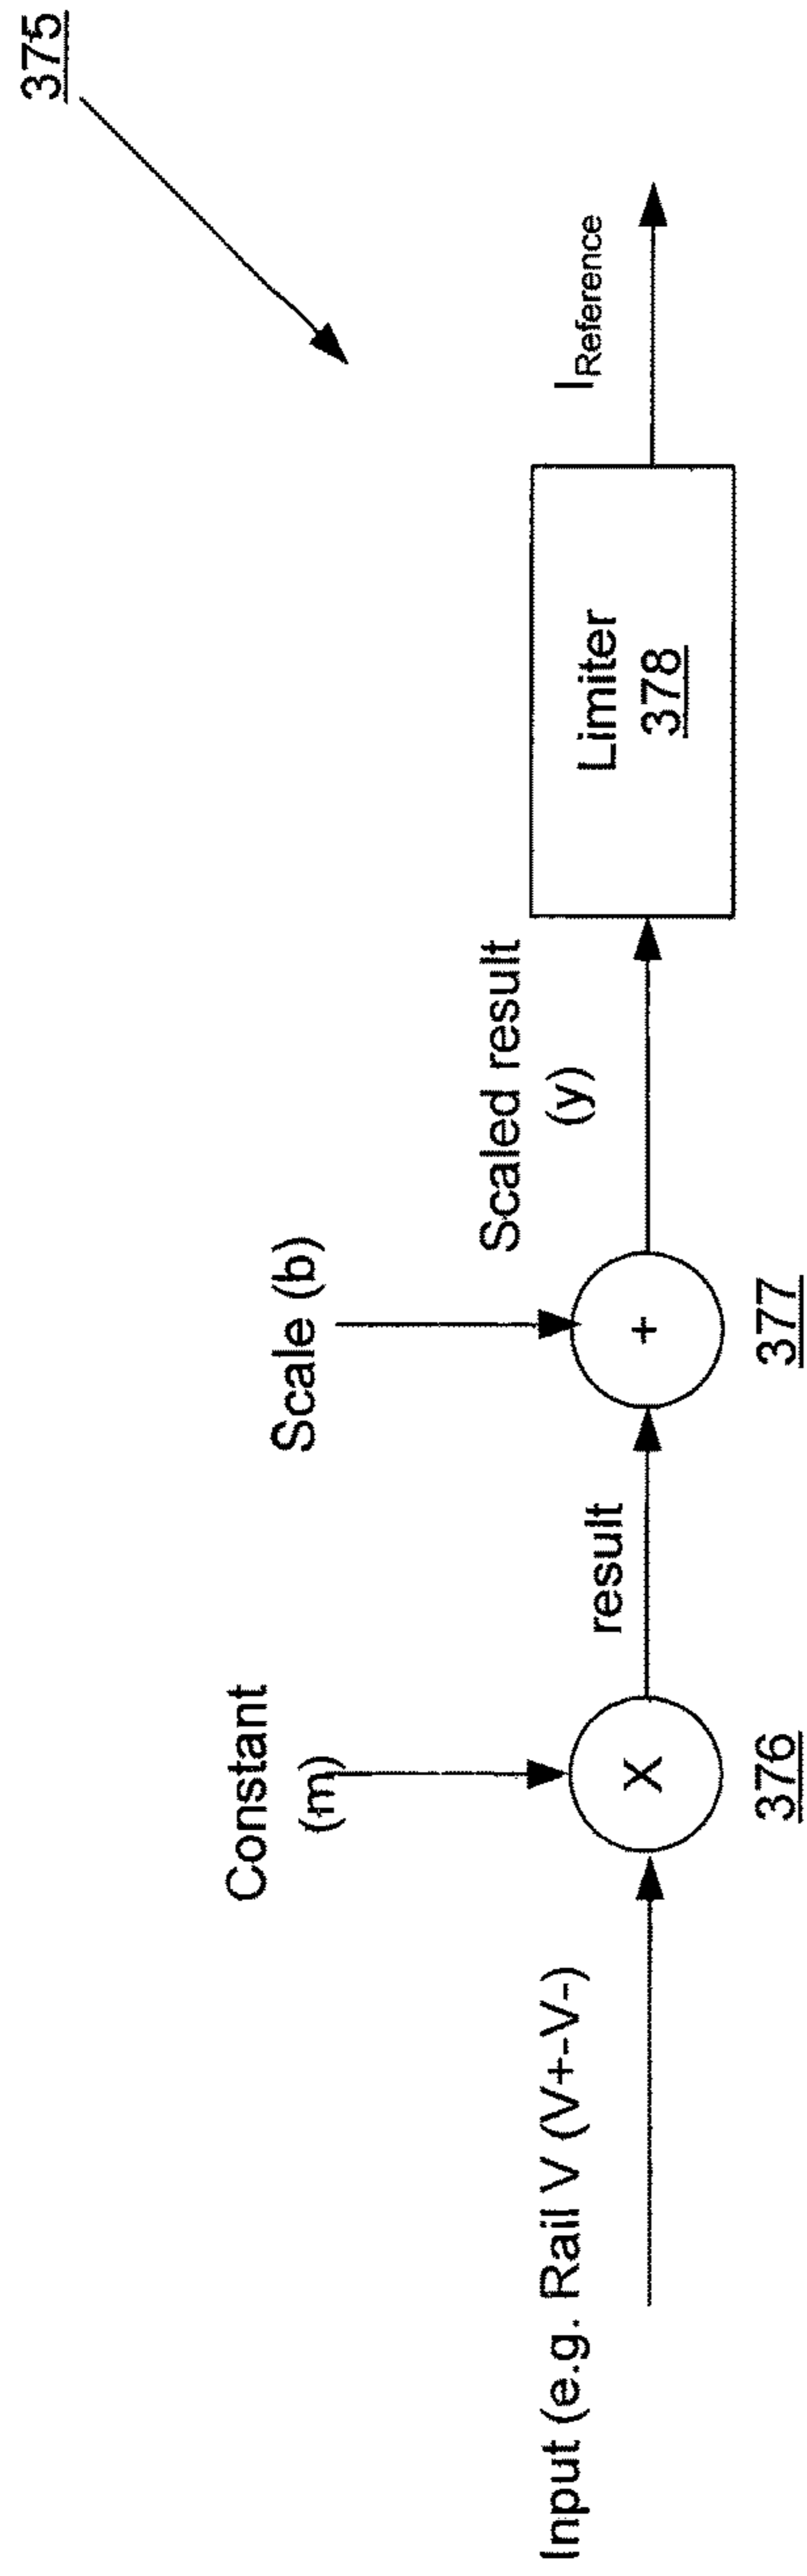 375
Input (e.g. Rail V (V+-V-)
Constant
(m)
X
376
result
Scale (b)
+
377
Scaled result
(y)
Limiter
378
IReference